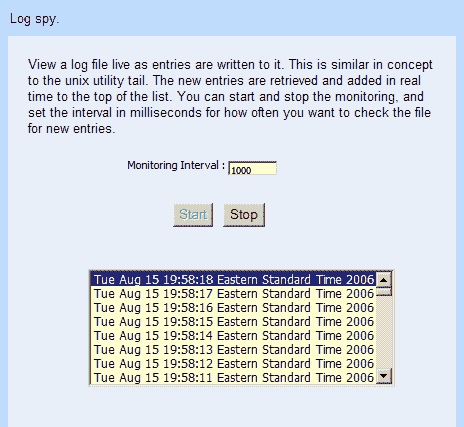 Log spy.
View a log file live as entries are written to it. This is similar in concept
to the unix utility tail. The new entries are retrieved and added in real
time to the top of the list. You can start and stop the monitoring, and
set the interval in milliseconds for how often you want to check the file
for new entries.
Monitoring Interval : 1000
Start Stop
Tue Aug 15 19:58:18 Eastern Standard Time 2006
Tue Aug 15 19:58:17 Eastern Standard Time 2006
Tue Aug 15 19:58:16 Eastern Standard Time 2006
Tue Aug 15 19:58:15 Eastern Standard Time 2006
Tue Aug 15 19:58:14 Eastern Standard Time 2006
Tue Aug 15 19:58:13 Eastern Standard Time 2006
Tue Aug 15 19:58:12 Eastern Standard Time 2006
Tue Aug 15 19:58:11 Eastern Standard Time 2006